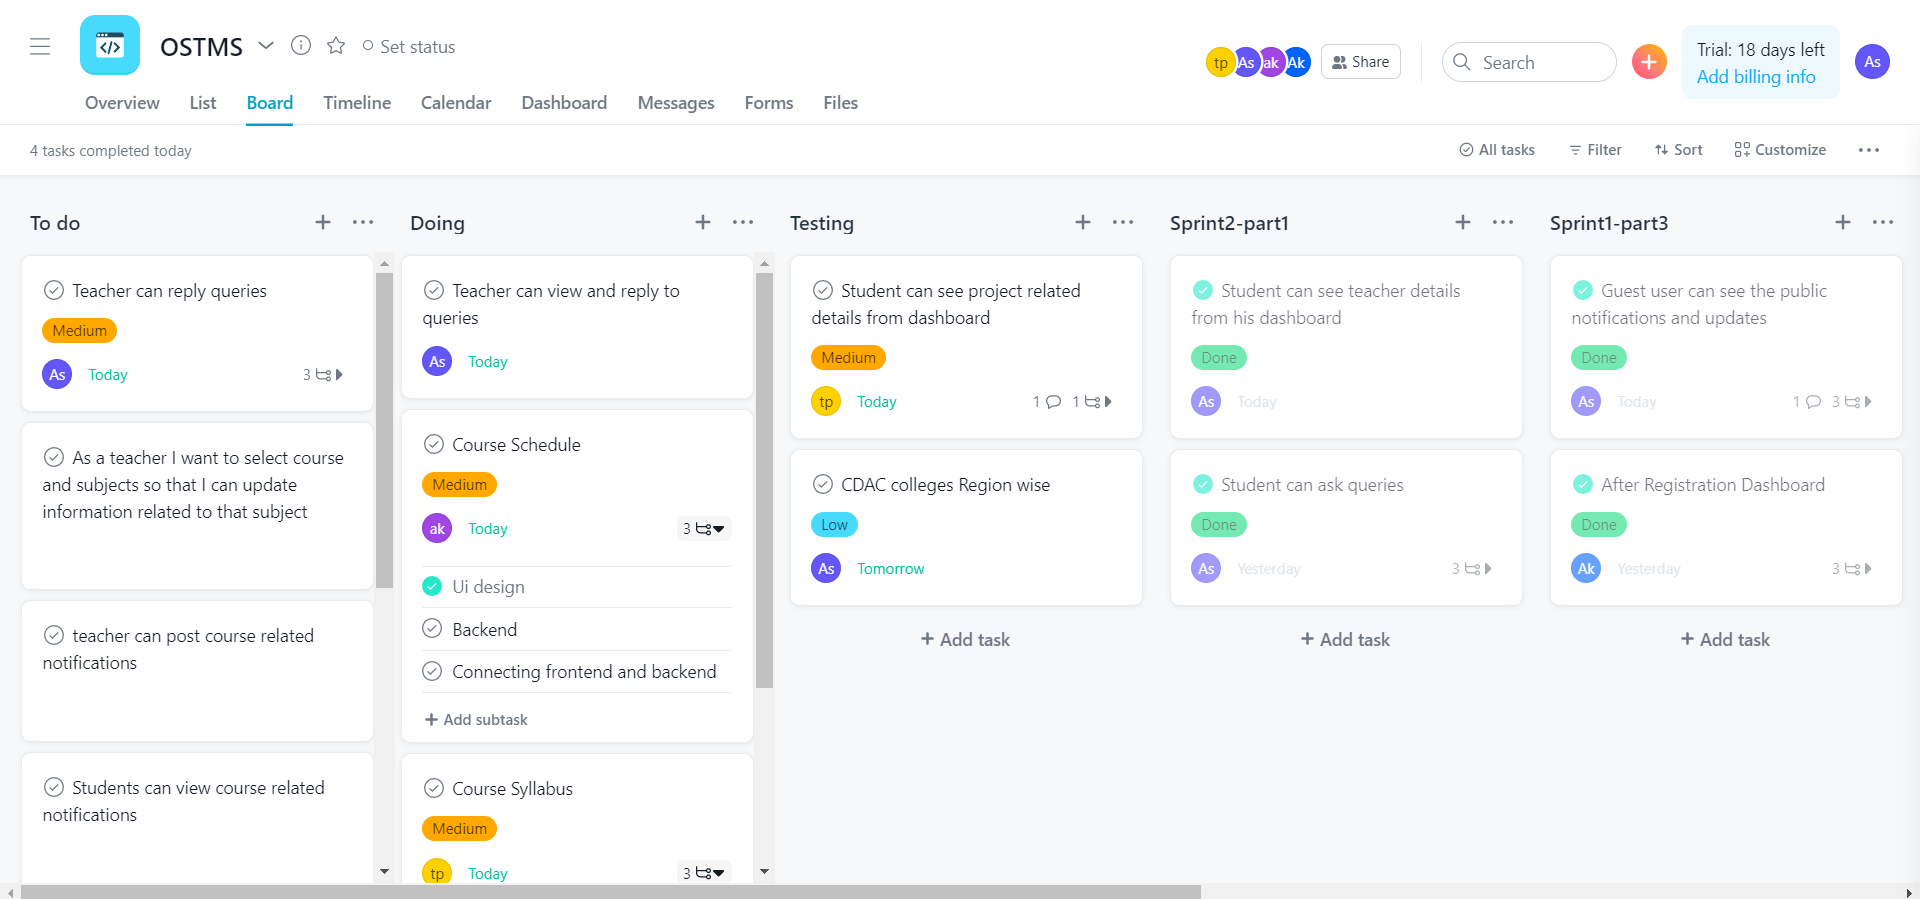 OSTMS
Set status
tp As ak Ak
Share
Search
Trial: 18 days left
Add billing info
As
Overview List Board Timeline Calendar Dashboard Messages Forms Files
4 tasks completed today
All tasks Filter Sort Customize
To do
Teacher can reply queries
Medium
As Today 3
As a teacher I want to select course
and subjects so that I can update
information related to that subject
teacher can post course related
notifications
Students can view course related
notifications
Doing
Teacher can view and reply to
queries
As Today
Course Schedule
Medium
ak Today 3
Ui design
Backend
Connecting frontend and backend
+ Add subtask
Course Syllabus
Medium
tp Today 3
Testing
Student can see project related
details from dashboard
Medium
tp Today 1 1
CDAC colleges Region wise
Low
As Tomorrow
+ Add task
Sprint2-part1
Student can see teacher details
from his dashboard
Done
As Today
Student can ask queries
Done
As Yesterday 3
+ Add task
Sprint1-part3
Guest user can see the public
notifications and updates
Done
As Today 1 3
After Registration Dashboard
Done
Ak Yesterday 3
+ Add task